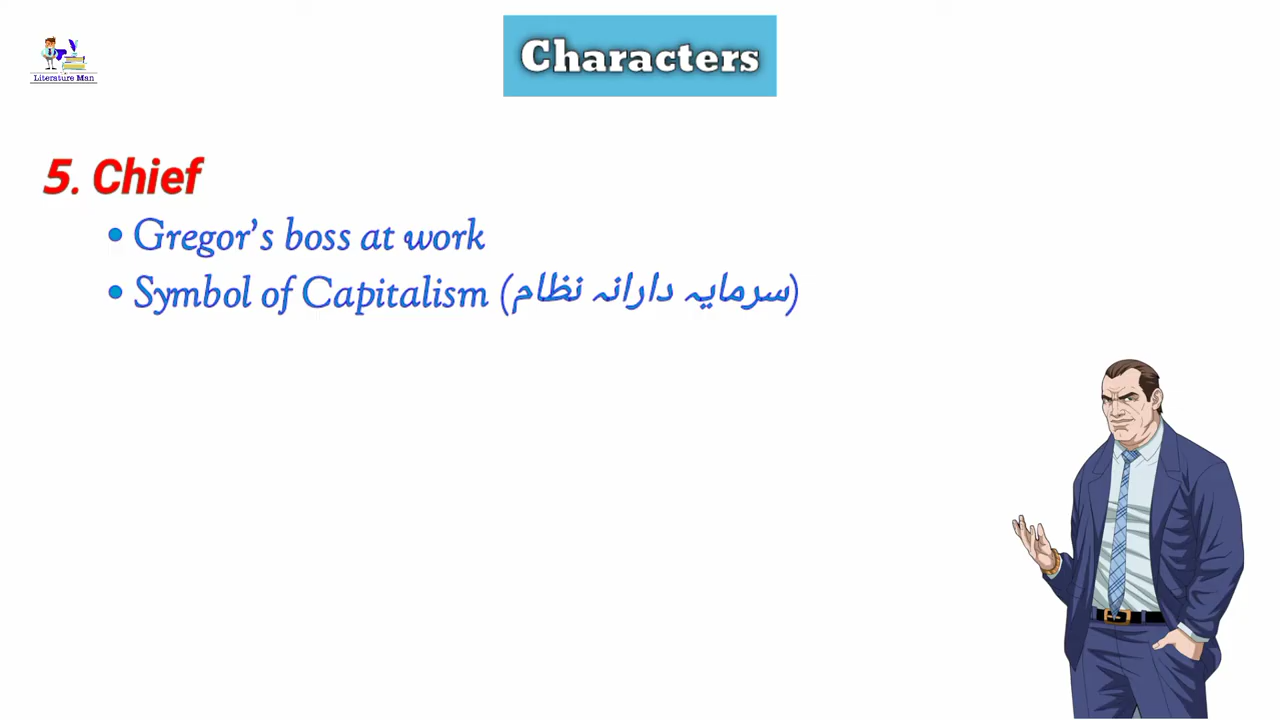 Literature Man
Characters
5. Chief
• Gregor's boss at work
• Symbol of Capitalism (سرمایہ دارانہ نظام)